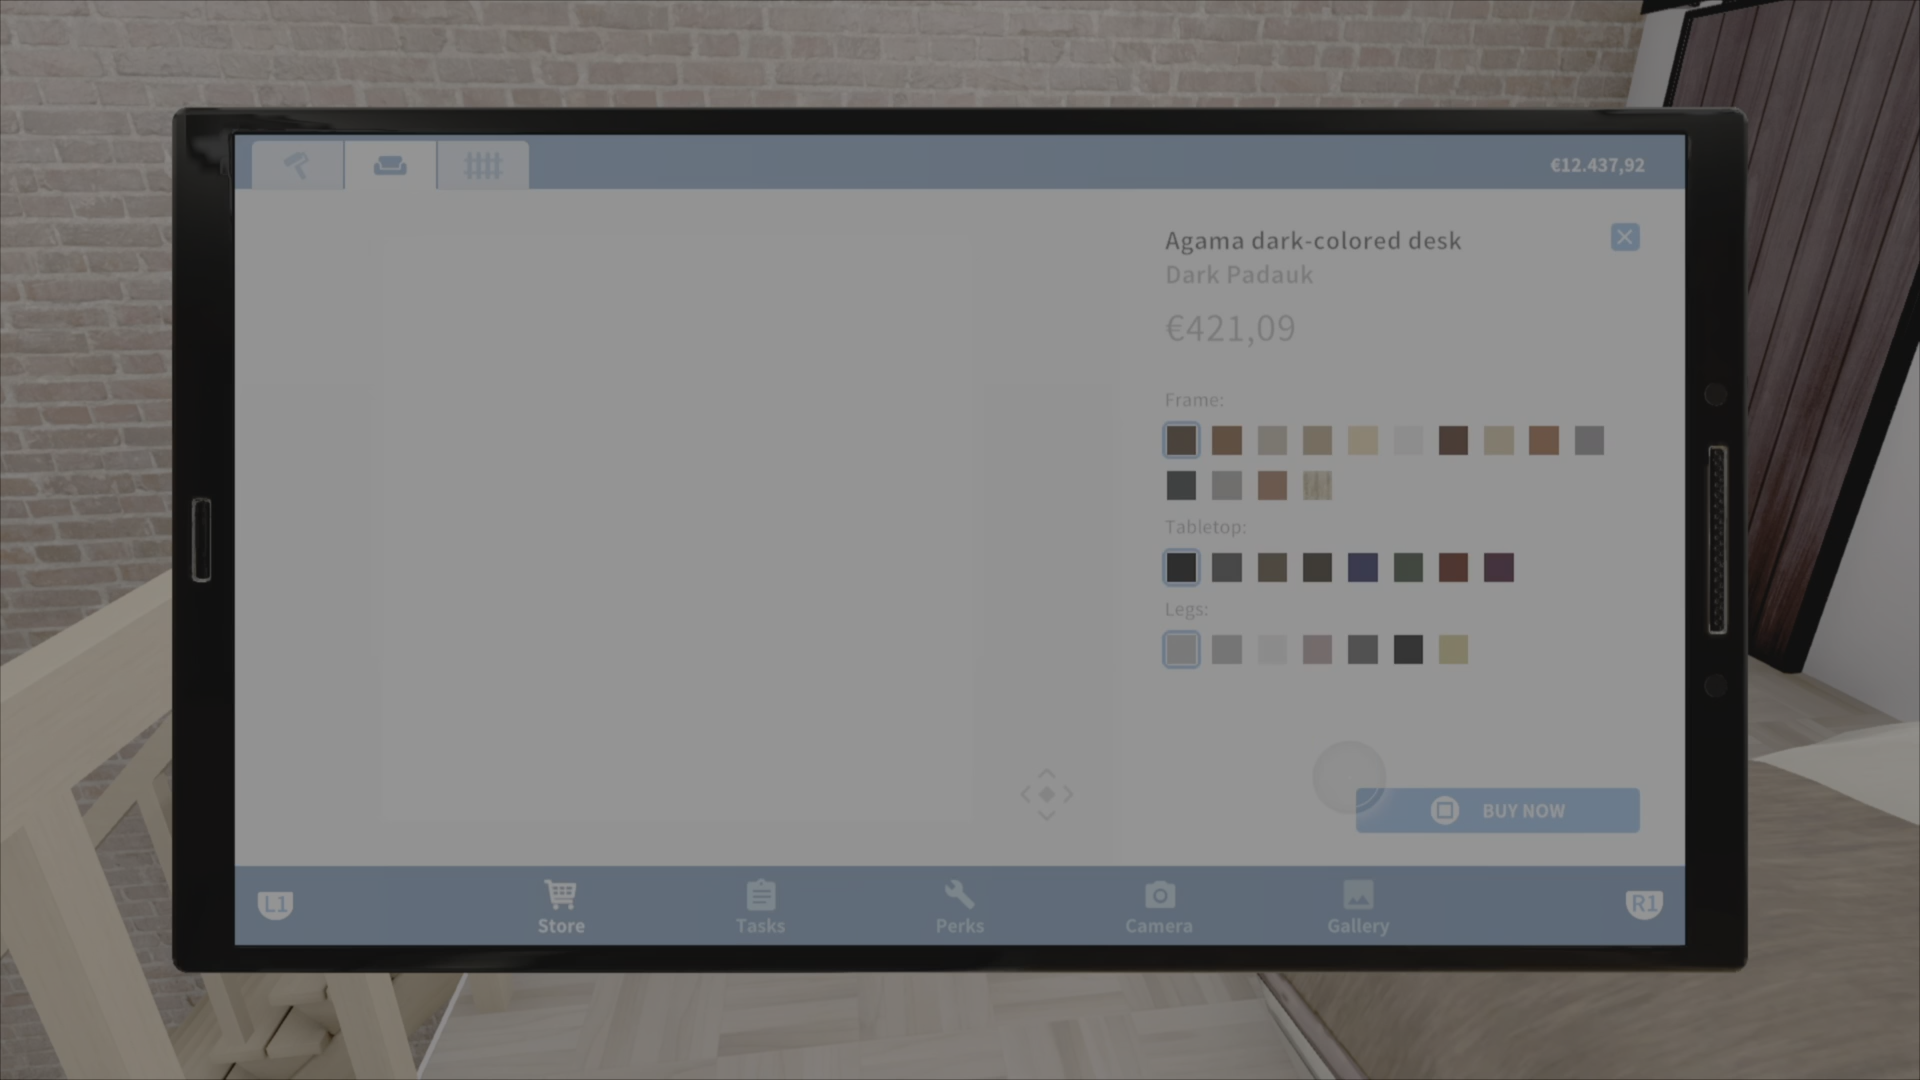 €12.437,92
Agama dark-colored desk
Dark Padauk
€421,09
Frame:
Tabletop:
Legs:
BUY NOW
L1
Store
Tasks
Perks
Camera
Gallery
R1